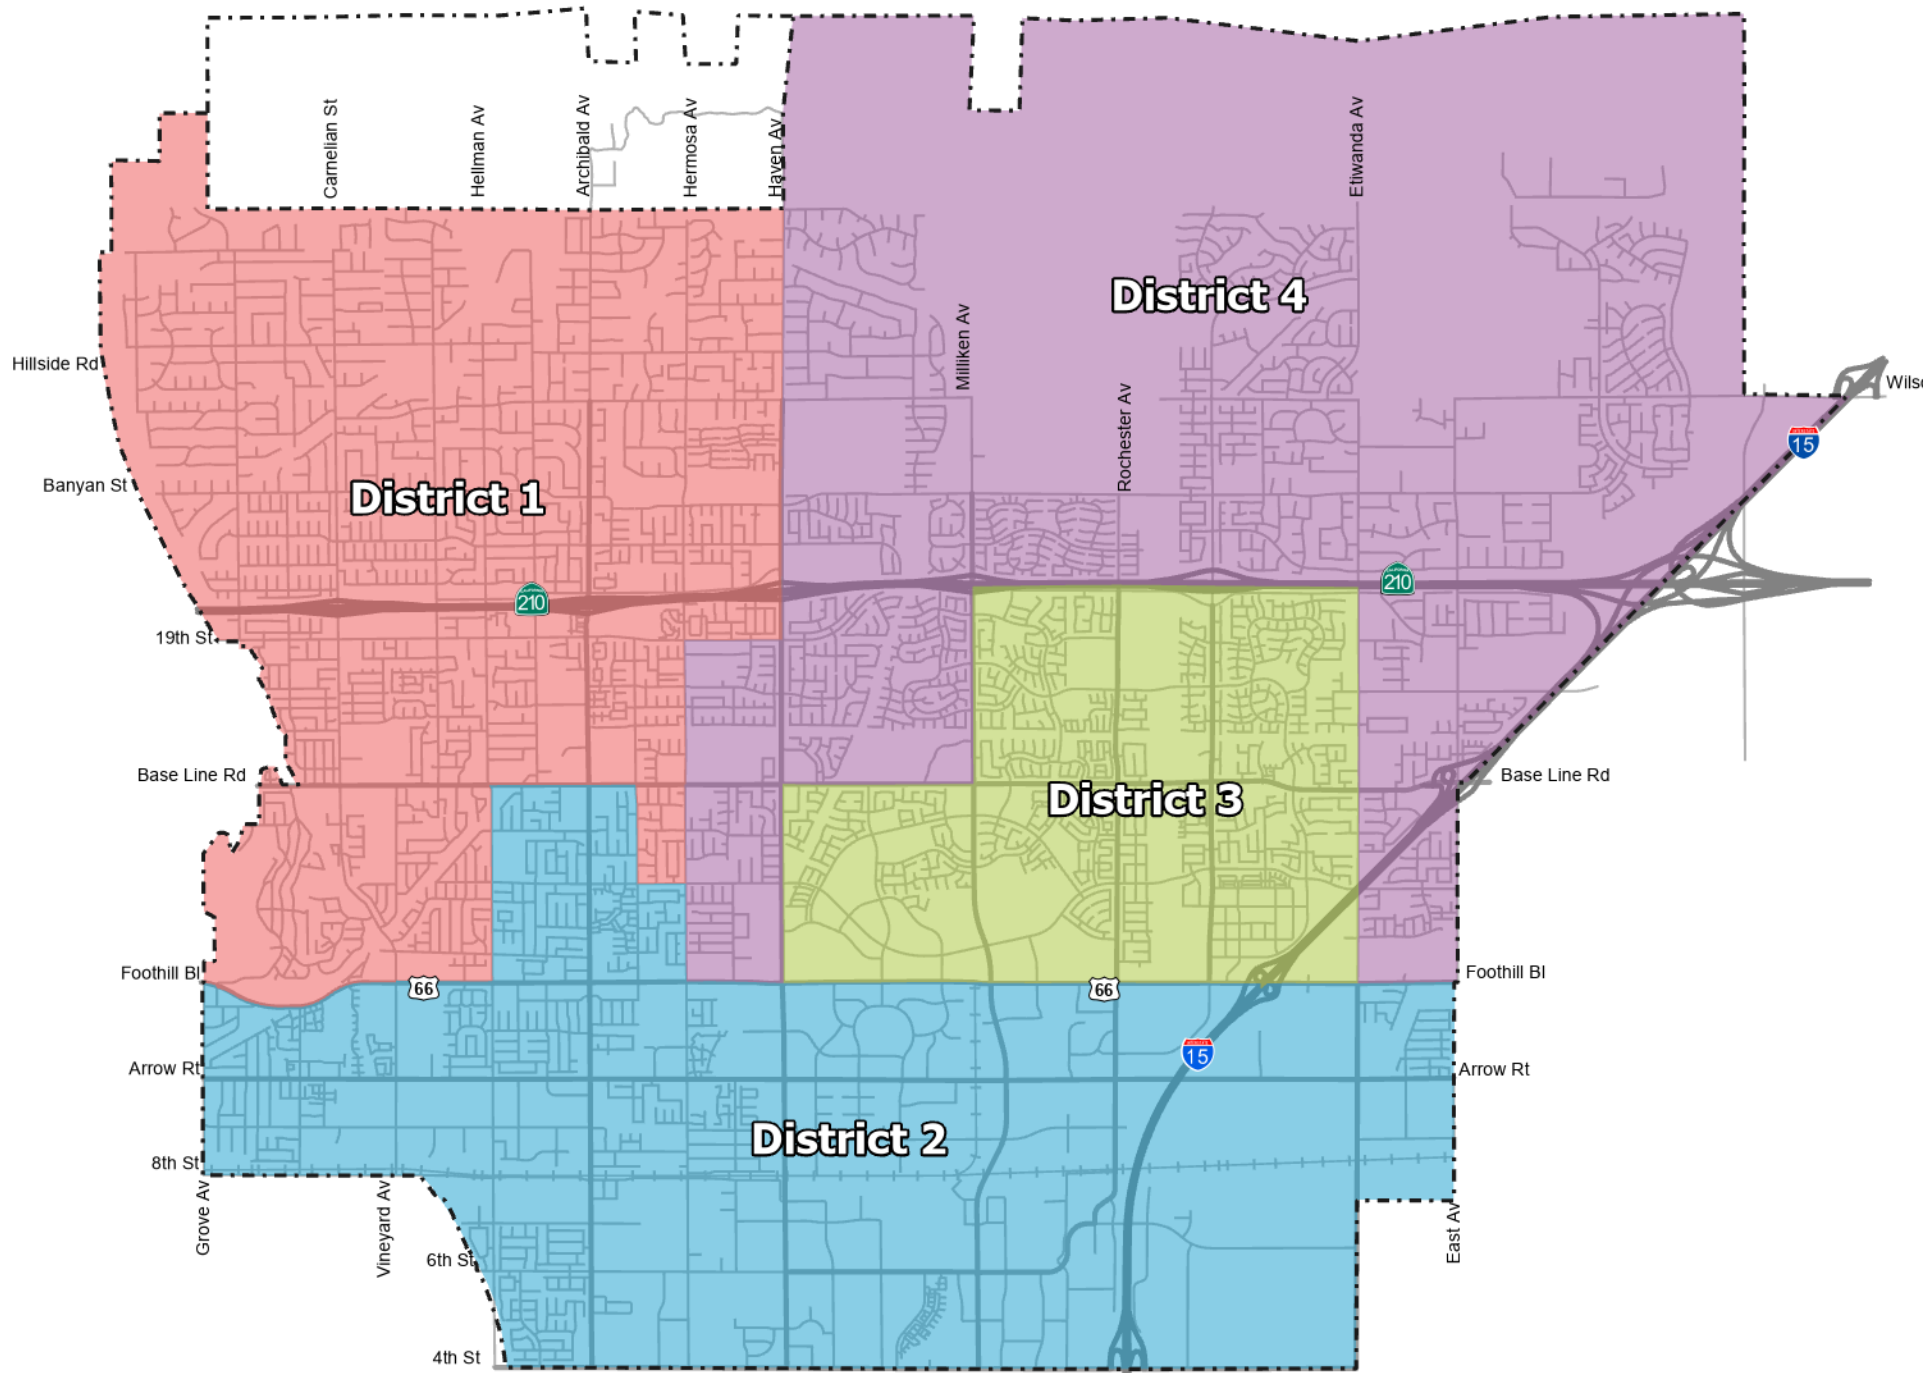 Carnelian St
Hellman Av
Archibald Av
Hermosa Av
Haven Av
Etiwanda Av
District 4
Milliken Av
Hillside Rd
Wilso
Rochester Av
15
Banyan St
District 1
210
210
19th St
Base Line Rd
Base Line Rd
District 3
Foothill Bl
Foothill Bl
66
66
15
Arrow Rt
Arrow Rt
District 2
8th St
Grove Av
Vineyard Av
East Av
6th St
4th St